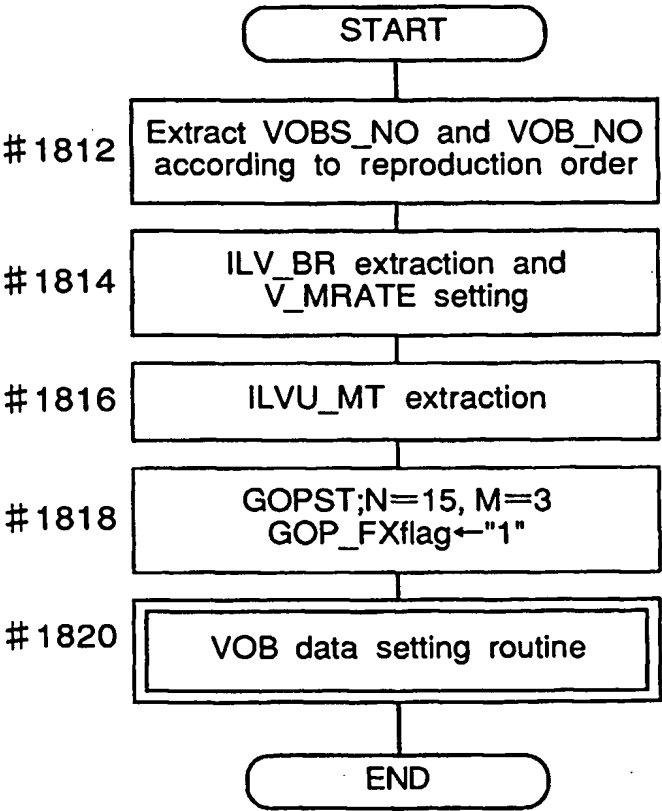 START
#1812
Extract VOBS_NO and VOB_NO
according to reproduction order
#1814
ILV_BR extraction and
V_MRATE setting
#1816
ILVU_MT extraction
#1818
GOPST;N=15, M=3
GOP_FXflag←"1"
#1820
VOB data setting routine
END